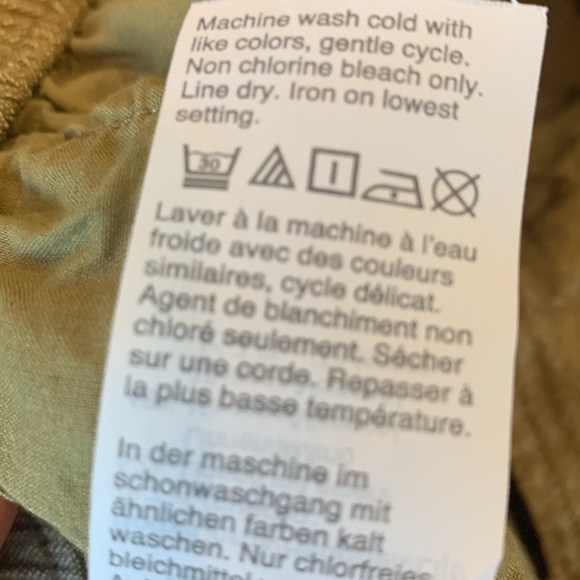 Machine wash cold with
like colors, gentle cycle.
Non chlorine bleach only.
Line dry. Iron on lowest
setting.
30
Laver à la machine à l'eau
froide avec des couleurs
similaires, cycle délicat.
Agent de blanchiment non
chloré seulement. Sécher
sur une corde. Repasser à
la plus basse température.
In der maschine im
schonwaschgang mit
ähnlichen farben kalt
waschen. Nur chlorfreies
bleichmittel